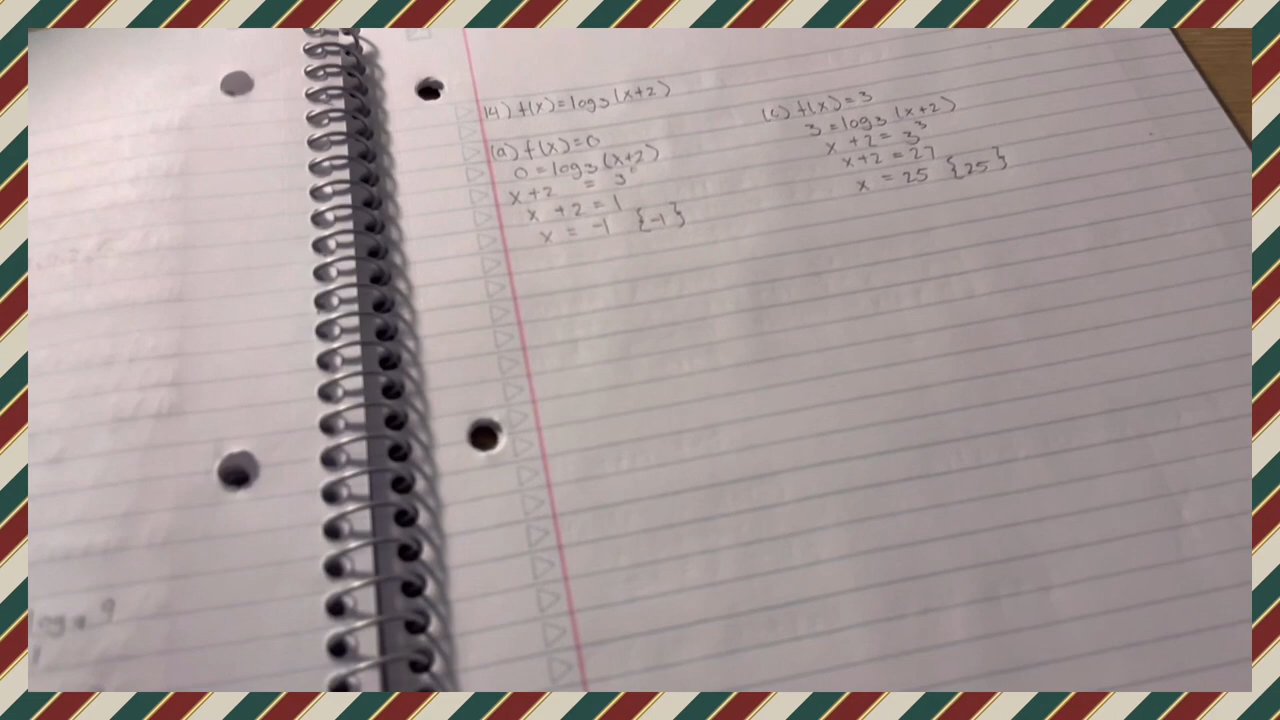 14) f(x)=log₃(x+2)
(a) f(x)=0
0=log₃(x+2)
x+2 = 3⁰
x +2 = 1
x = -1 {-1}
(c) f(x)=3
3=log₃(x+2)
x +2= 3³
x+2 =27
x = 25 {25}